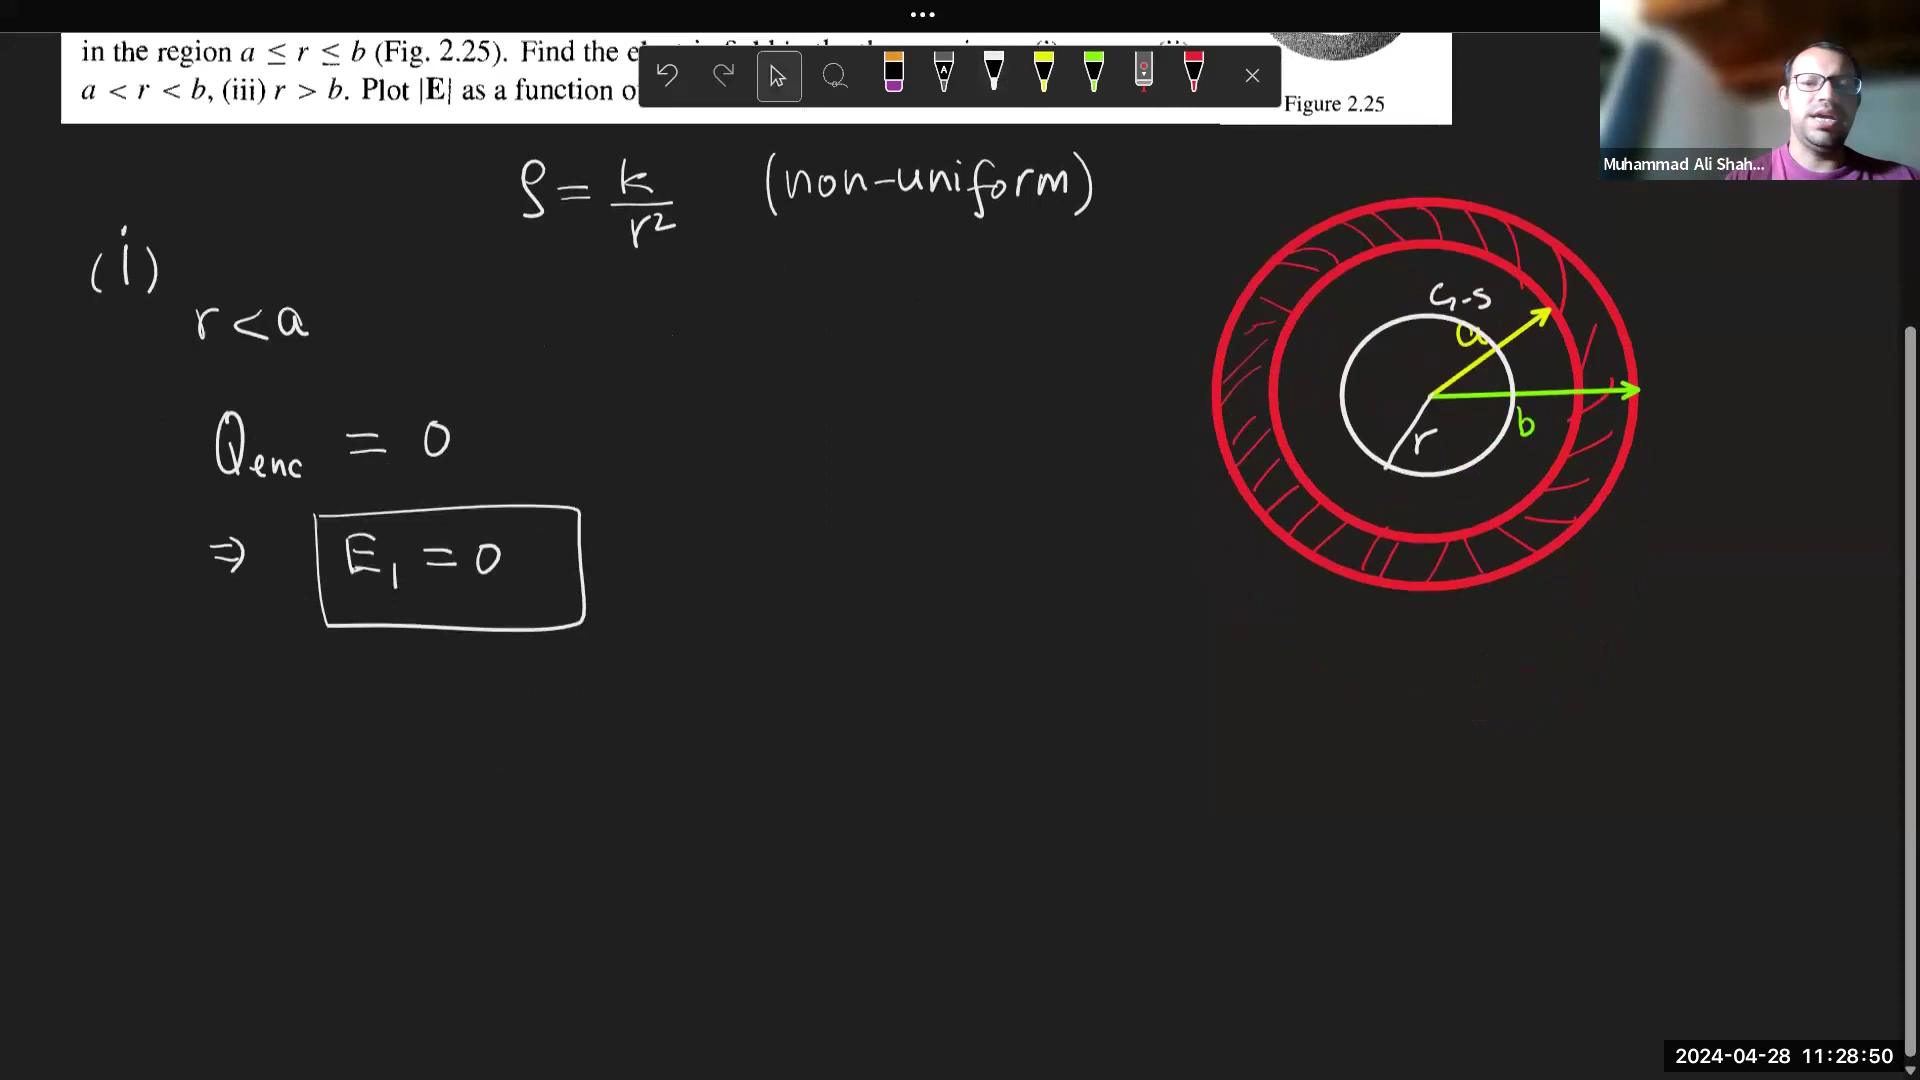 in the region a ≤ r ≤ b (Fig. 2.25). Find the
a < r < b, (iii) r > b. Plot |E| as a function
Figure 2.25
Muhammad Ali Shah...
ρ = k/r² (non-uniform)
(i)
r < a
G-S
a
b
r
Qenc = 0
⇒ E₁ = 0
2024-04-28 11:28:50